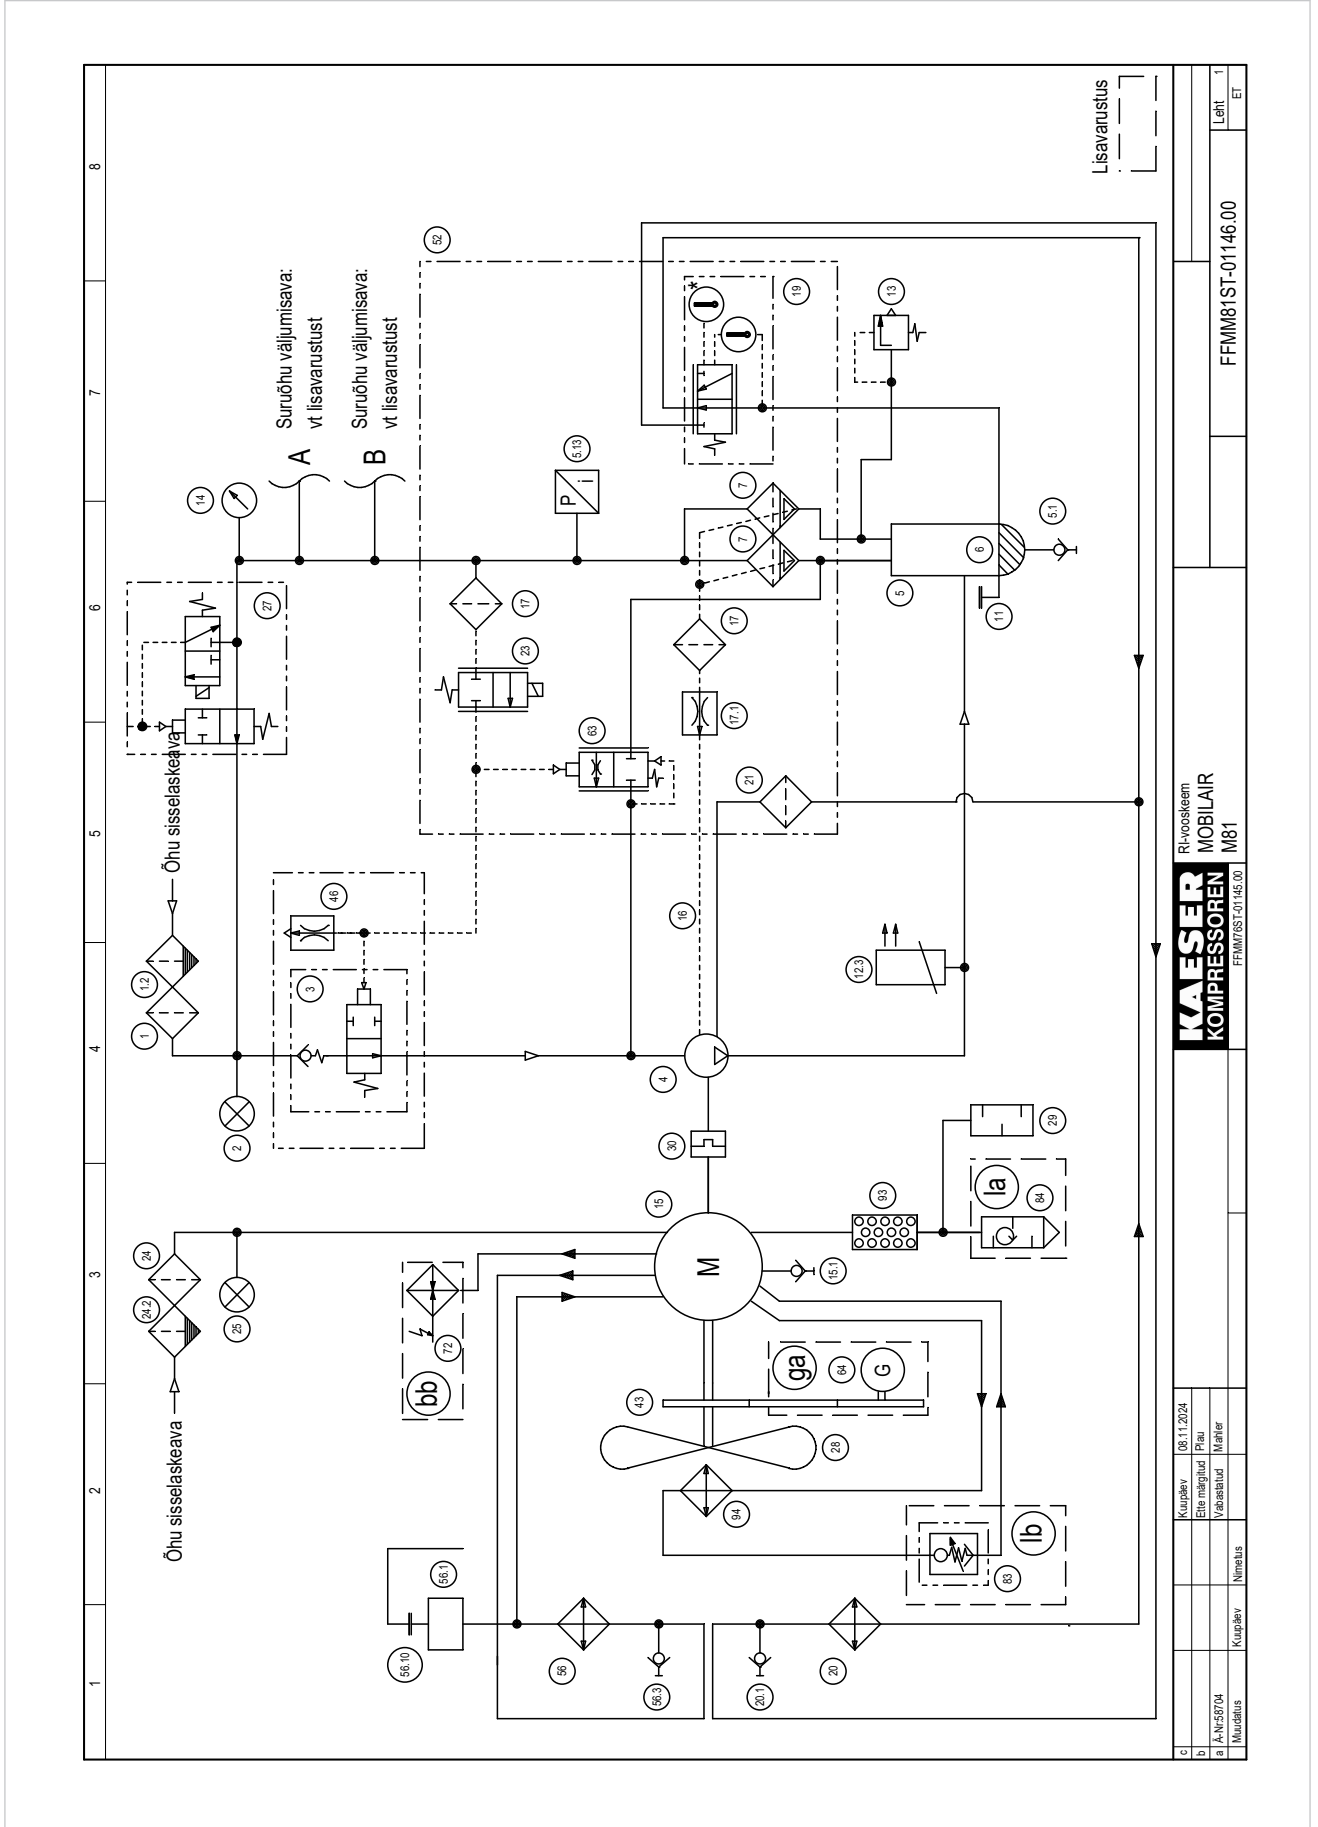 1
2
3
4
5
6
7
8
Õhu sisselaskeava
24.2
24
25
Õhu sisselaskeava
1
1.2
2
3
46
27
14
A
B
Suruõhu väljumisava:
vt lisavarustust
Suruõhu väljumisava:
vt lisavarustust
52
17
23
63
5.13
P
i
7
7
17
17.1
16
21
19
*
13
5
6
5.1
11
12.3
4
30
15
M
15.1
93
29
la
84
bb
72
43
28
94
ga
64
G
lb
83
56.10
56.1
56
56.3
20.1
20
Lisavarustus
c
b
a
Ä-Nr:58704
Muudatus
Kuupäev
Nimetus
Kuupäev
08.11.2024
Ette märgitud
Plau
Vabastatud
Mahler
KAESER
KOMPRESSOREN
FFMM76ST-01145.00
RI-vooskeem
MOBILAIR
M81
FFMM81ST-01146.00
Leht
1
ET